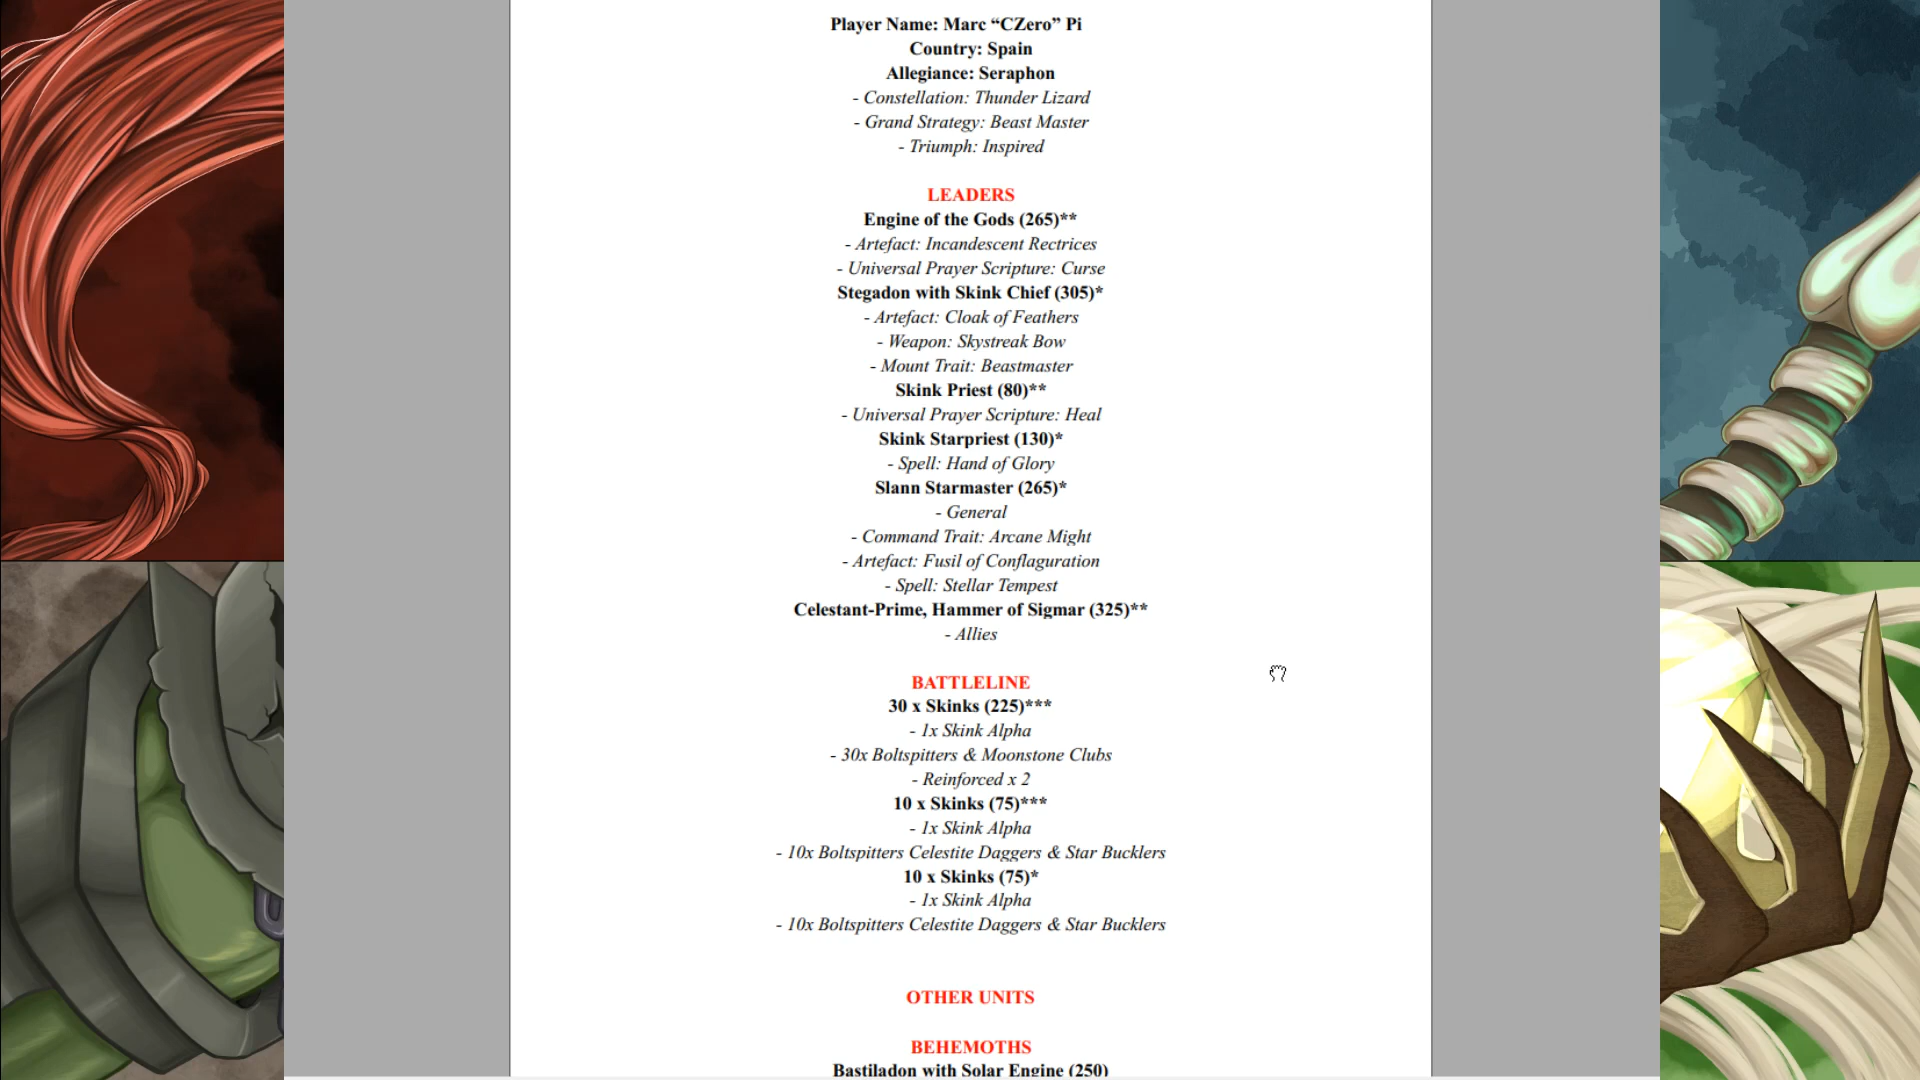 Player Name: Marc “CZero” Pi
Country: Spain
Allegiance: Seraphon
- Constellation: Thunder Lizard
- Grand Strategy: Beast Master
- Triumph: Inspired
LEADERS
Engine of the Gods (265)**
- Artefact: Incandescent Rectrices
- Universal Prayer Scripture: Curse
Stegadon with Skink Chief (305)*
- Artefact: Cloak of Feathers
- Weapon: Skystreak Bow
- Mount Trait: Beastmaster
Skink Priest (80)**
- Universal Prayer Scripture: Heal
Skink Starpriest (130)*
- Spell: Hand of Glory
Slann Starmaster (265)*
- General
- Command Trait: Arcane Might
- Artefact: Fusil of Conflaguration
- Spell: Stellar Tempest
Celestant-Prime, Hammer of Sigmar (325)**
- Allies
BATTLELINE
30 x Skinks (225)***
- 1x Skink Alpha
- 30x Boltspitters & Moonstone Clubs
- Reinforced x 2
10 x Skinks (75)***
- 1x Skink Alpha
- 10x Boltspitters Celestite Daggers & Star Bucklers
10 x Skinks (75)*
- 1x Skink Alpha
- 10x Boltspitters Celestite Daggers & Star Bucklers
OTHER UNITS
BEHEMOTHS
Bastiladon with Solar Engine (250)